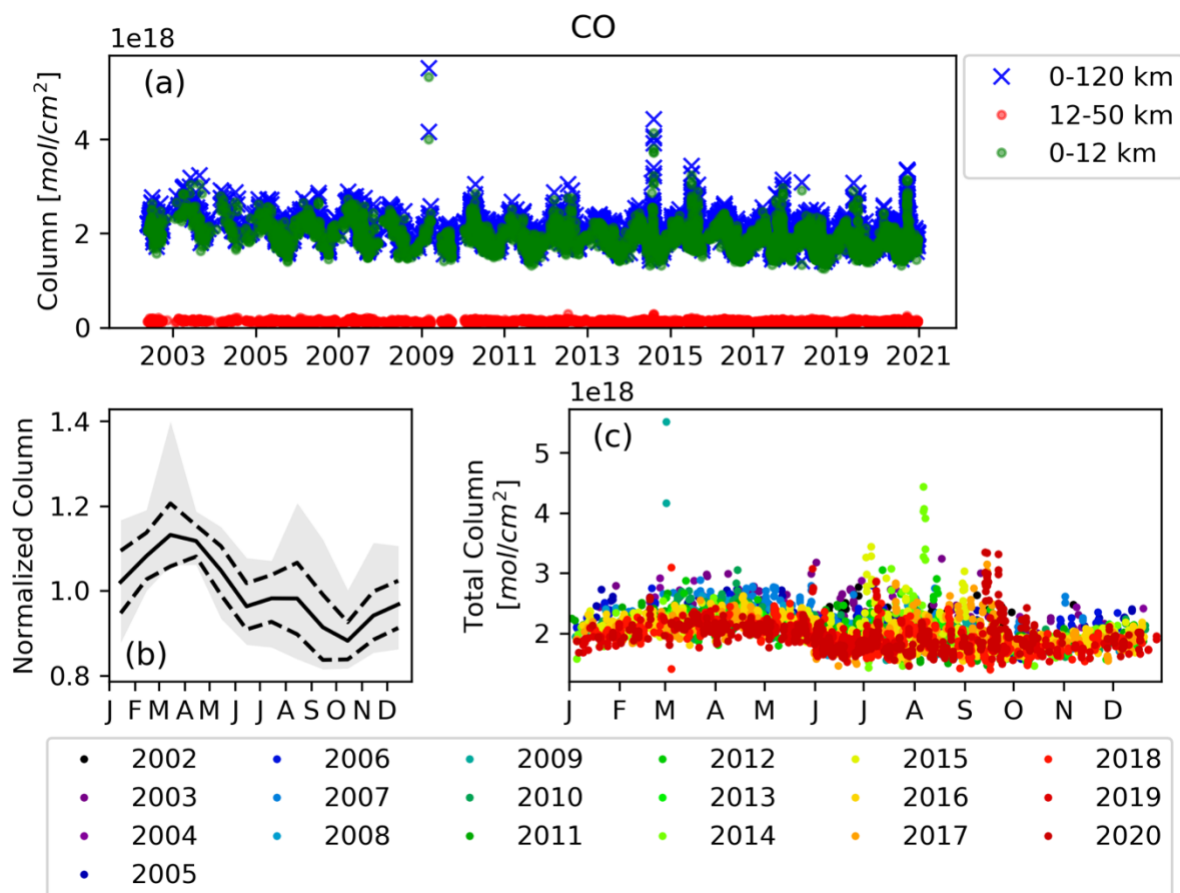 CO
1e18
(a)
Column [mol/cm²]
4
2
0
2003 2005 2007 2009 2011 2013 2015 2017 2019 2021
0-120 km
12-50 km
0-12 km
Normalized Column
1.4
1.2
1.0
0.8
(b)
J F M A M J J A S O N D
1e18
Total Column
[mol/cm²]
5
4
3
2
(c)
J F M A M J J A S O N D
2002 2006 2009 2012 2015 2018
2003 2007 2010 2013 2016 2019
2004 2008 2011 2014 2017 2020
2005